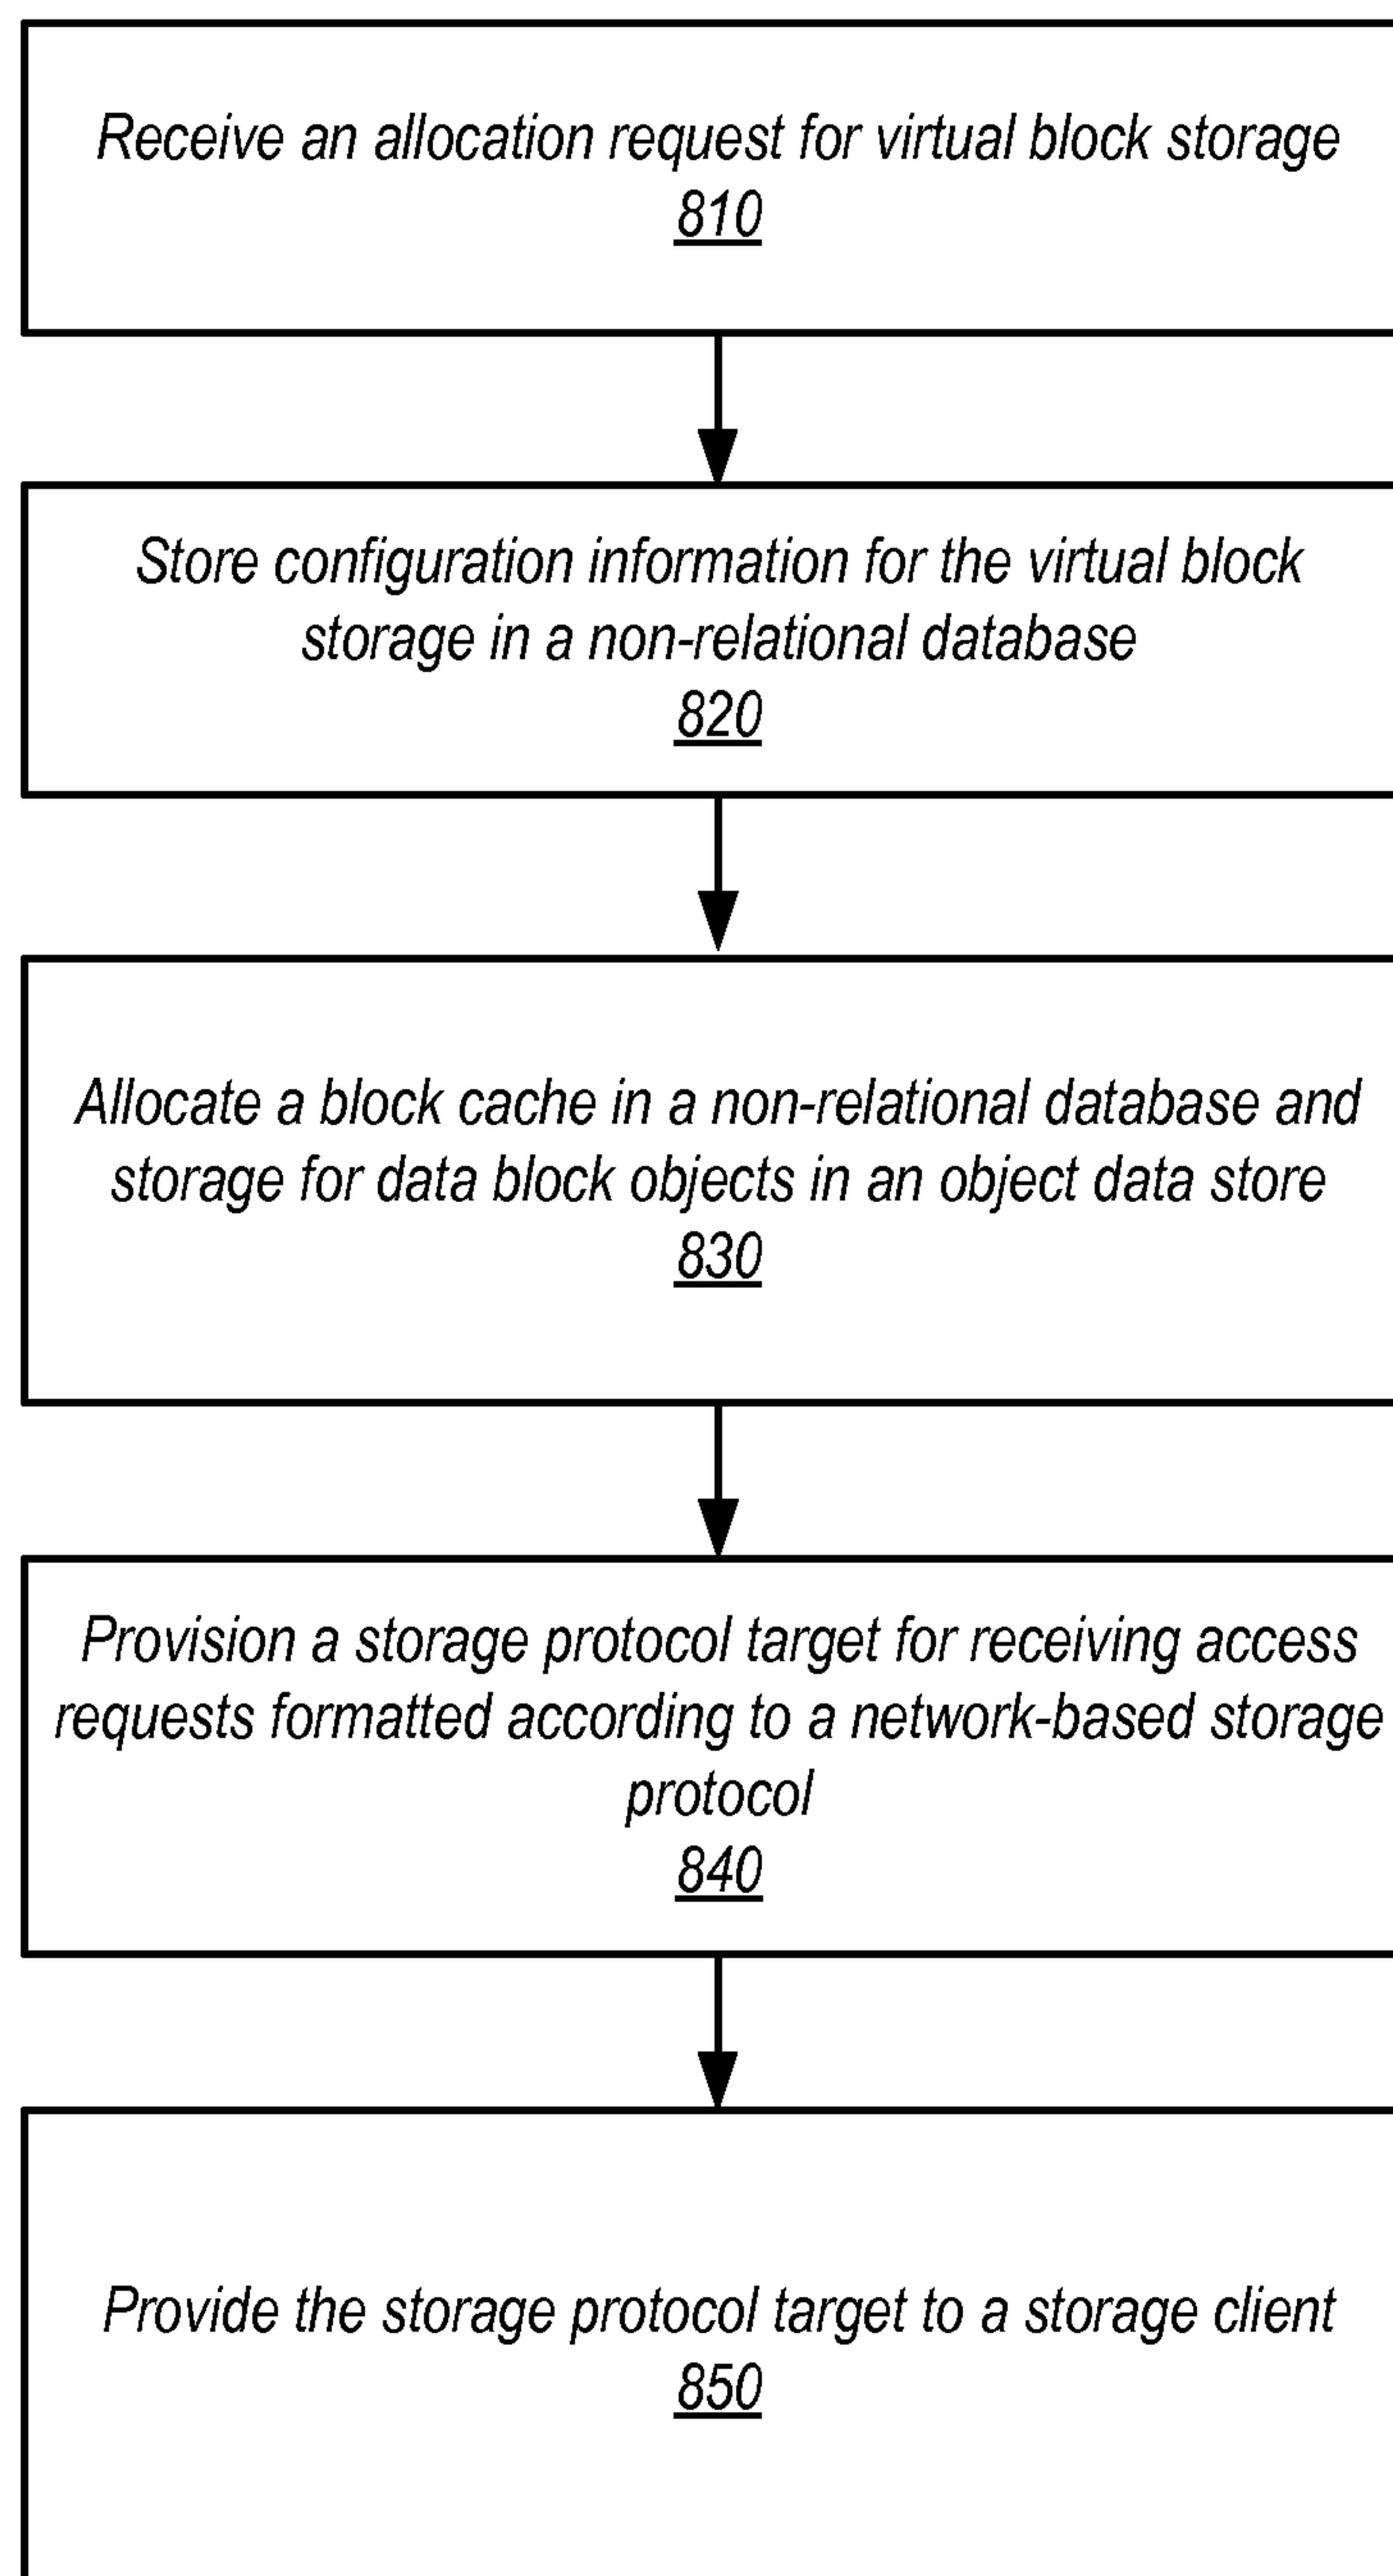 Receive an allocation request for virtual block storage
810
Store configuration information for the virtual block
storage in a non-relational database
820
Allocate a block cache in a non-relational database and
storage for data block objects in an object data store
830
Provision a storage protocol target for receiving access
requests formatted according to a network-based storage
protocol
840
Provide the storage protocol target to a storage client
850